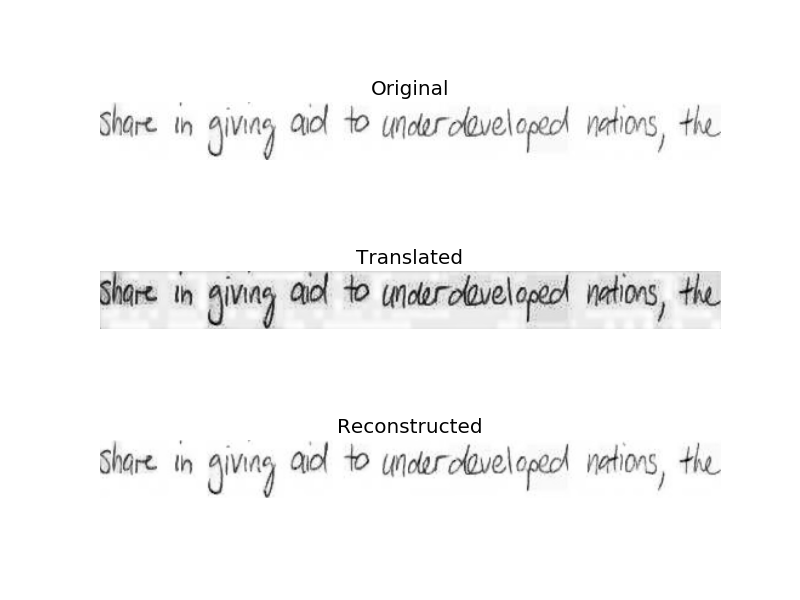 Original
share in giving aid to underdeveloped nations, the
Translated
share in giving aid to underdeveloped nations, the
Reconstructed
share in giving aid to underdeveloped nations, the